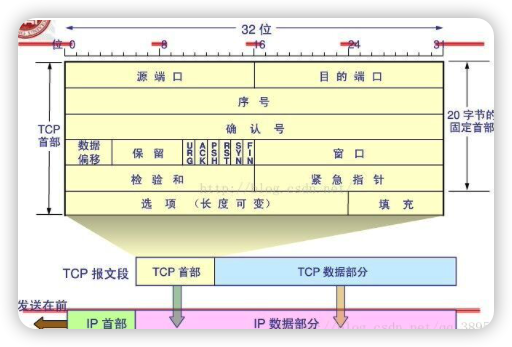 32 位
位 0 8 16 24 31
源 端 口 目 的 端 口
序 号
TCP 首部
20 字节的 固定首部
确 认 号
数据 偏移 保 留 URG ACK PSH RST SYN FIN 窗 口
检 验 和 紧 急 指 针
http://blog.csdn.net/
选 项 （长 度 可 变） 填 充
TCP 报文段 TCP 首部 TCP 数据部分
发送在前
IP 首部 IP 数据部分